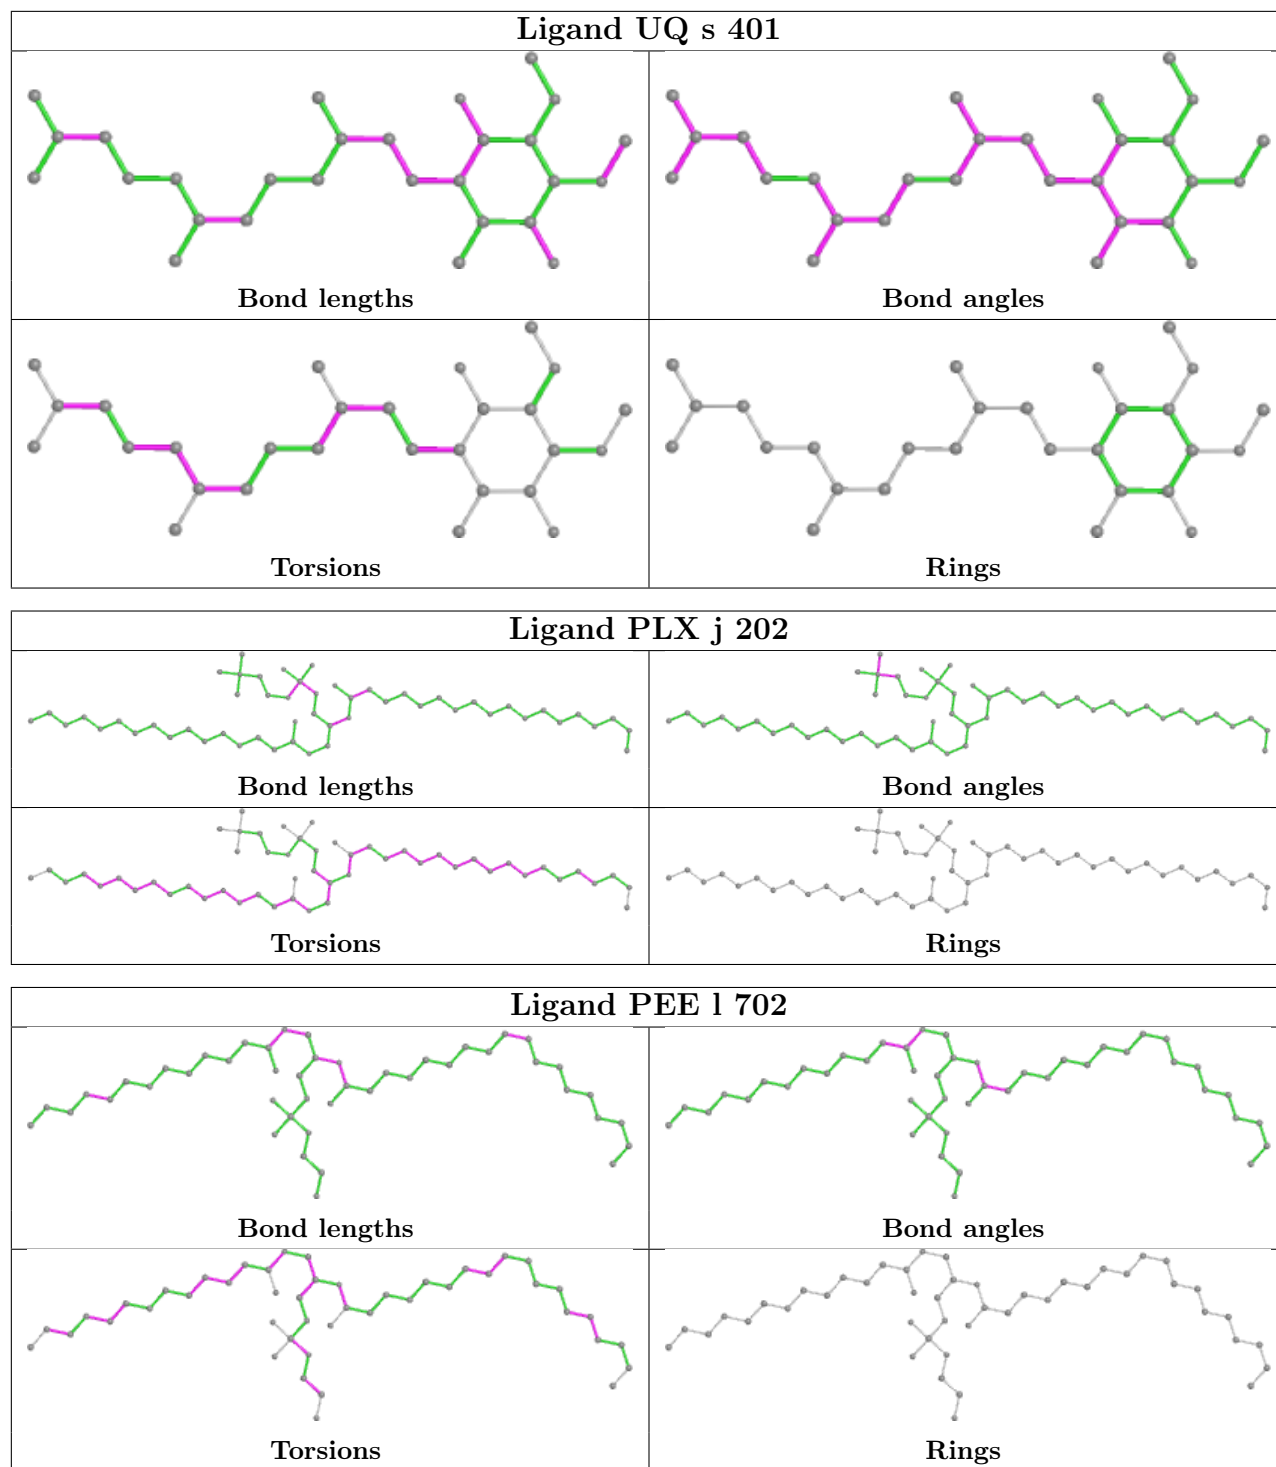 Ligand UQ s 401
Bond lengths
Bond angles
Torsions
Rings
Ligand PLX j 202
Bond lengths
Bond angles
Torsions
Rings
Ligand PEE l 702
Bond lengths
Bond angles
Torsions
Rings